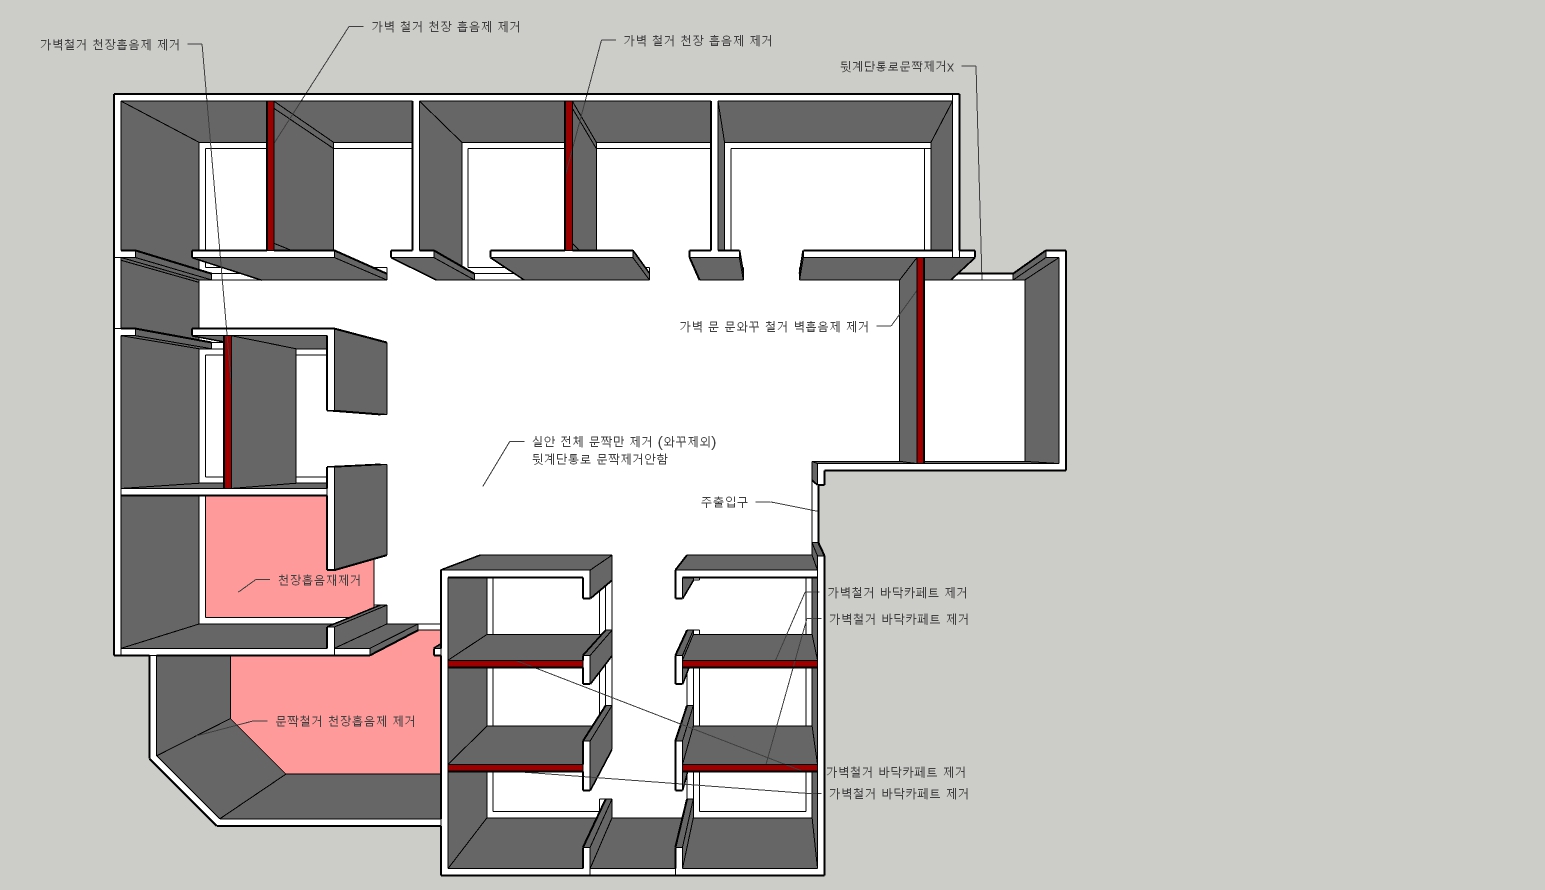 가벽 철거 천장 흡음제 제거
가벽철거 천장흡음제 제거
가벽 철거 천장 흡음제 제거
뒷계단통로문짝제거x
가벽 문 문와꾸 철거 벽흡음제 제거
실안 전체 문짝만 제거 (와꾸제외)
뒷계단통로 문짝제거안함
주출입구
천장흡음재제거
가벽철거 바닥카페트 제거
가벽철거 바닥카페트 제거
문짝철거 천장흡음제 제거
가벽철거 바닥카페트 제거
가벽철거 바닥카페트 제거